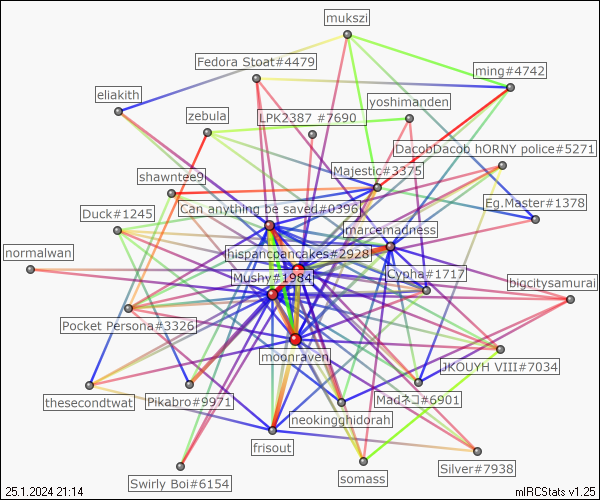 mukszi
Fedora Stoat#4479
ming#4742
eliakith
yoshimanden
zebula
LPK2387 #7690
DacobDacob hORNY police#5271
Majestic#3375
shawntee9
Eg.Master#1378
Can anything be saved#0396
Duck#1245
marcemadness
normalwan
hispancpancakes#2928
Cypha#1717
Mushy#1984
bigcitysamurai
Pocket Persona#3326
moonraven
JKOUYH VIII#7034
thesecondtwat
Pikabro#9971
Madネコ#6901
neokingghidorah
frisout
Silver#7938
somass
Swirly Boi#6154
25.1.2024 21:14
mIRCStats v1.25